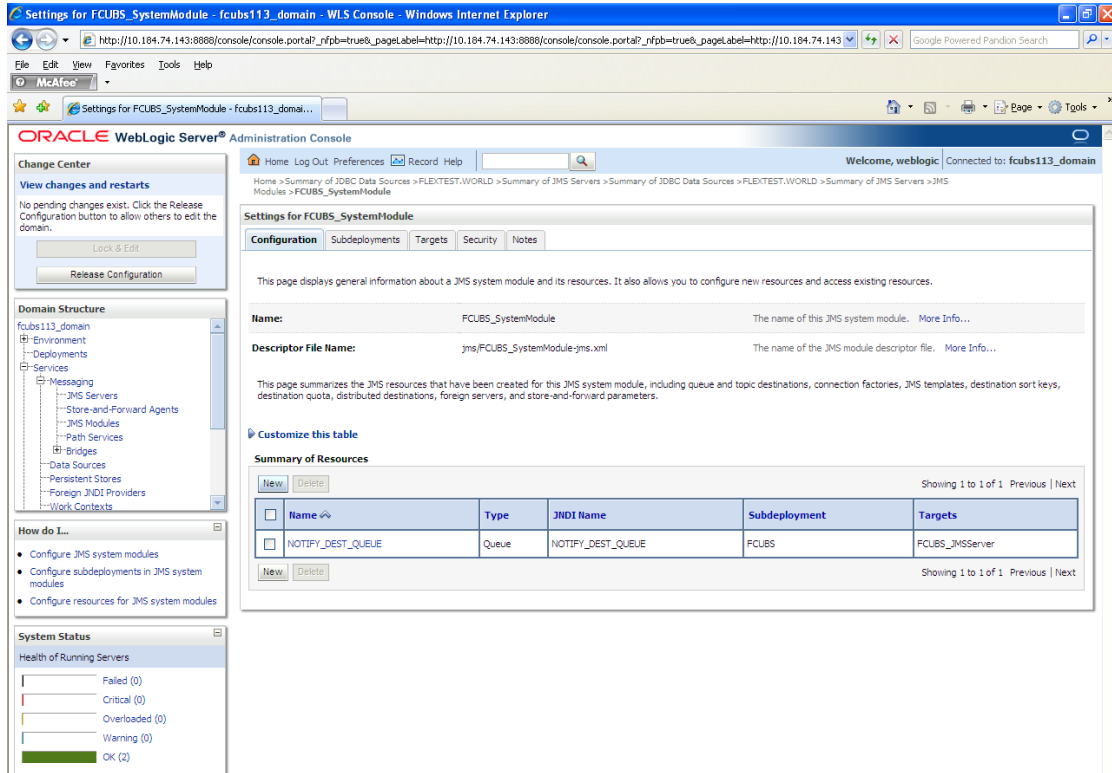 Settings for FCUBS_SystemModule - fcubs113_domain - WLS Console - Windows Internet Explorer
http://10.184.74.143:8888/console/console.portal?_nfpb=true&_pageLabel=http://10.184.74.143:8888/console/console.portal?_nfpb=true&_pageLabel=http://10.184.74.143
Google Powered Pandion Search
File Edit View Favorites Tools Help
McAfee
Settings for FCUBS_SystemModule - fcubs113_domai...
Page Tools
ORACLE WebLogic Server® Administration Console
Change Center
View changes and restarts
No pending changes exist. Click the Release
Configuration button to allow others to edit the
domain.
Lock & Edit
Release Configuration
Domain Structure
fcubs113_domain
Environment
Deployments
Services
Messaging
JMS Servers
Store-and-Forward Agents
JMS Modules
Path Services
Bridges
Data Sources
Persistent Stores
Foreign JNDI Providers
Work Contexts
How do I...
Configure JMS system modules
Configure subdeployments in JMS system
modules
Configure resources for JMS system modules
System Status
Health of Running Servers
Failed (0)
Critical (0)
Overloaded (0)
Warning (0)
OK (2)
Home Log Out Preferences Record Help
Welcome, weblogic Connected to: fcubs113_domain
Home >Summary of JDBC Data Sources >FLEXTEST.WORLD >Summary of JMS Servers >Summary of JDBC Data Sources >FLEXTEST.WORLD >Summary of JMS Servers >JMS
Modules >FCUBS_SystemModule
Settings for FCUBS_SystemModule
Configuration Subdeployments Targets Security Notes
This page displays general information about a JMS system module and its resources. It also allows you to configure new resources and access existing resources.
Name: FCUBS_SystemModule The name of this JMS system module. More Info...
Descriptor File Name: jms/FCUBS_SystemModule-jms.xml The name of the JMS module descriptor file. More Info...
This page summarizes the JMS resources that have been created for this JMS system module, including queue and topic destinations, connection factories, JMS templates, destination sort keys,
destination quota, distributed destinations, foreign servers, and store-and-forward parameters.
Customize this table
Summary of Resources
New Delete Showing 1 to 1 of 1 Previous | Next
Name Type JNDI Name Subdeployment Targets
NOTIFY_DEST_QUEUE Queue NOTIFY_DEST_QUEUE FCUBS FCUBS_JMSServer
New Delete Showing 1 to 1 of 1 Previous | Next